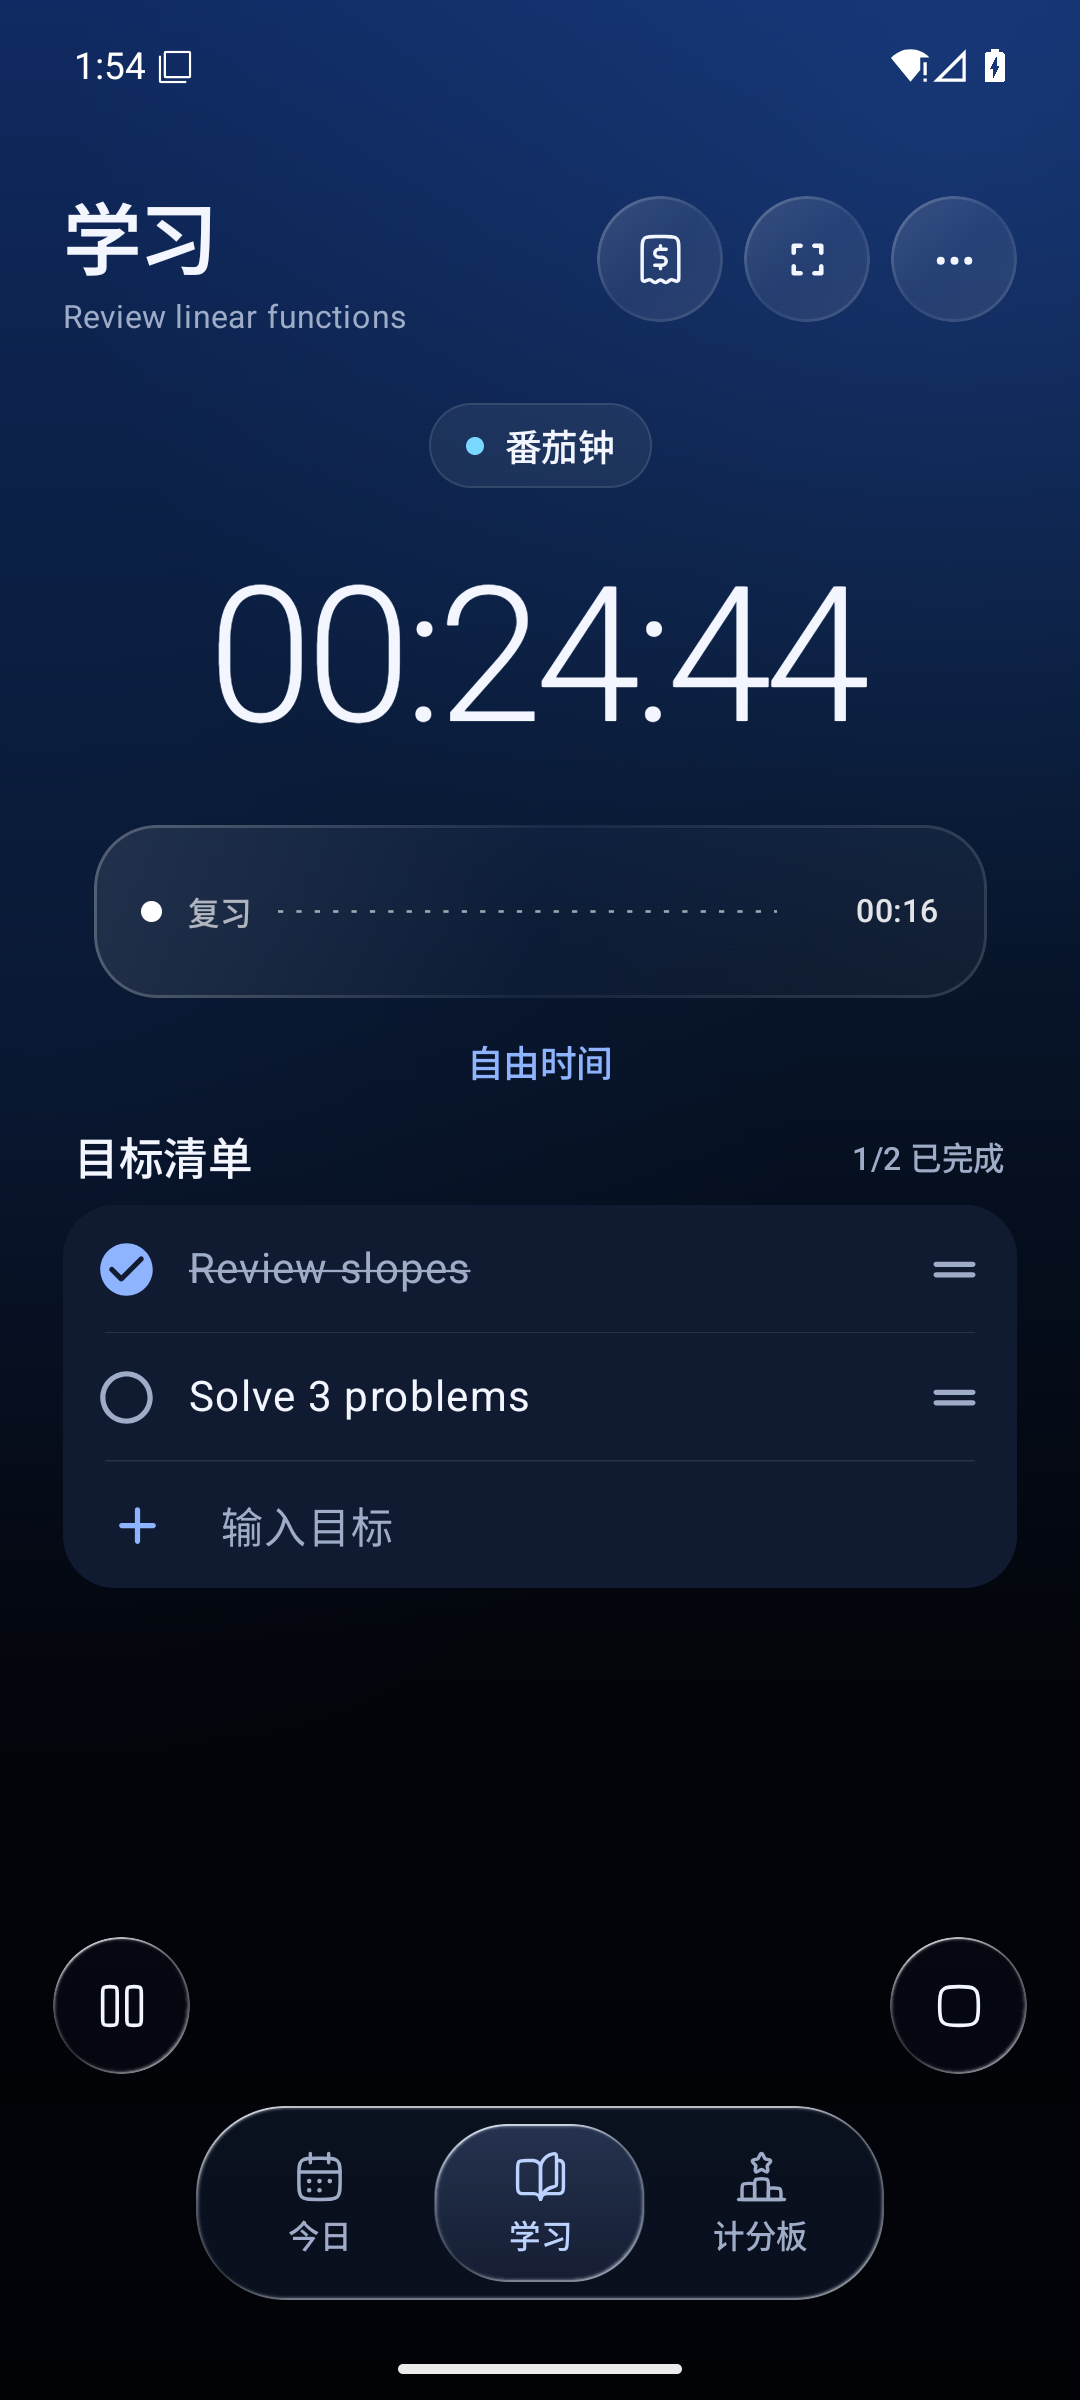 1:54
学习
Review linear functions
番茄钟
00:24:44
复习 00:16
自由时间
目标清单 1/2 已完成
Review slopes
Solve 3 problems
输入目标
今日 学习 计分板